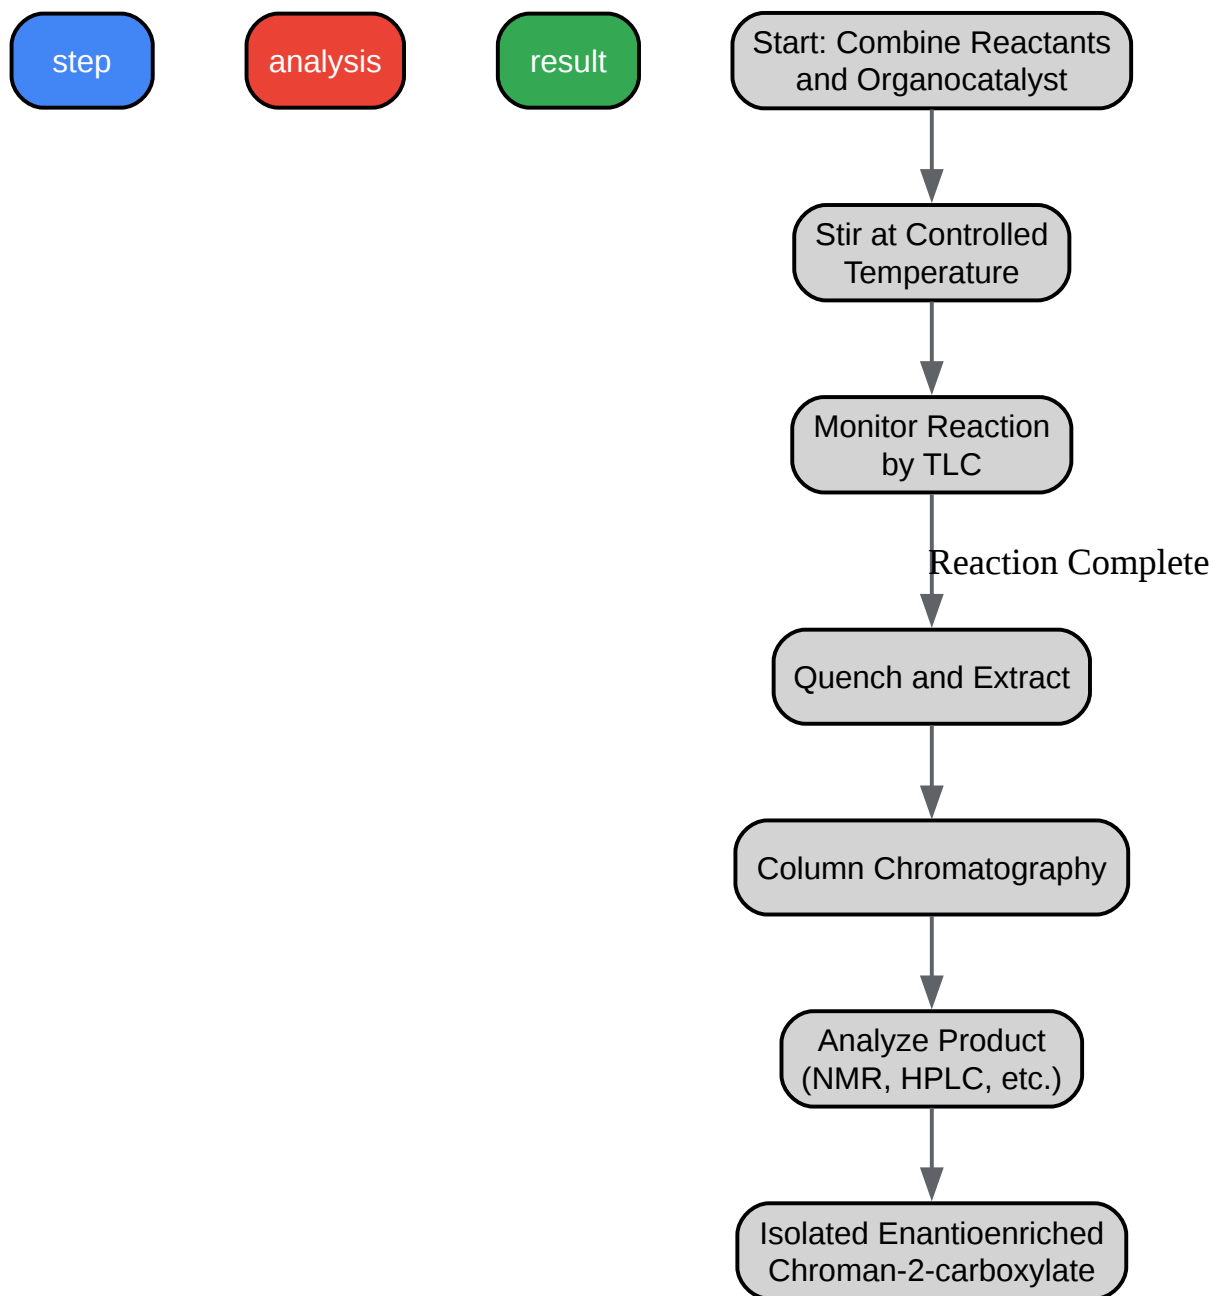 step
analysis
result
Start: Combine Reactants
and Organocatalyst
Stir at Controlled
Temperature
Monitor Reaction
by TLC
Reaction Complete
Quench and Extract
Column Chromatography
Analyze Product
(NMR, HPLC, etc.)
Isolated Enantioenriched
Chroman-2-carboxylate